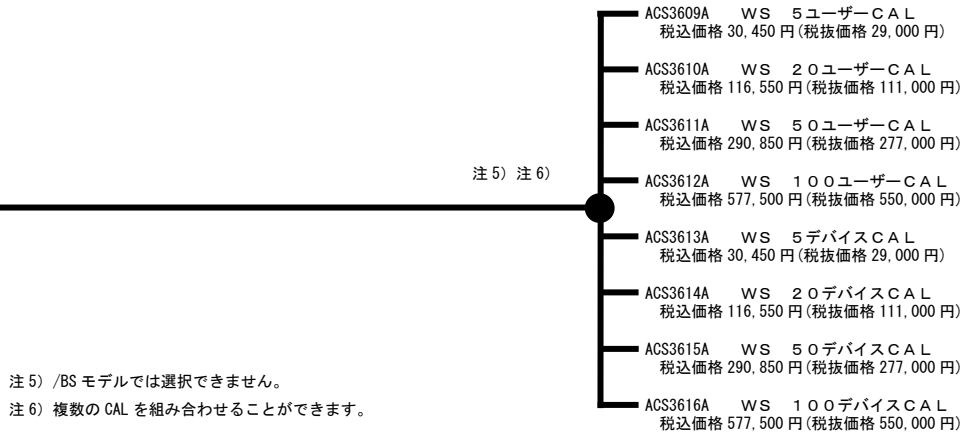 ACS3609A　WS　5ユーザーCAL
税込価格 30,450 円(税抜価格 29,000 円)
ACS3610A　WS　20ユーザーCAL
税込価格 116,550 円(税抜価格 111,000 円)
ACS3611A　WS　50ユーザーCAL
税込価格 290,850 円(税抜価格 277,000 円)
注 5) 注 6)
ACS3612A　WS　100ユーザーCAL
税込価格 577,500 円(税抜価格 550,000 円)
ACS3613A　WS　5デバイスCAL
税込価格 30,450 円(税抜価格 29,000 円)
ACS3614A　WS　20デバイスCAL
税込価格 116,550 円(税抜価格 111,000 円)
ACS3615A　WS　50デバイスCAL
税込価格 290,850 円(税抜価格 277,000 円)
ACS3616A　WS　100デバイスCAL
税込価格 577,500 円(税抜価格 550,000 円)
注 5) /BS モデルでは選択できません。
注 6) 複数の CAL を組み合わせることができます。